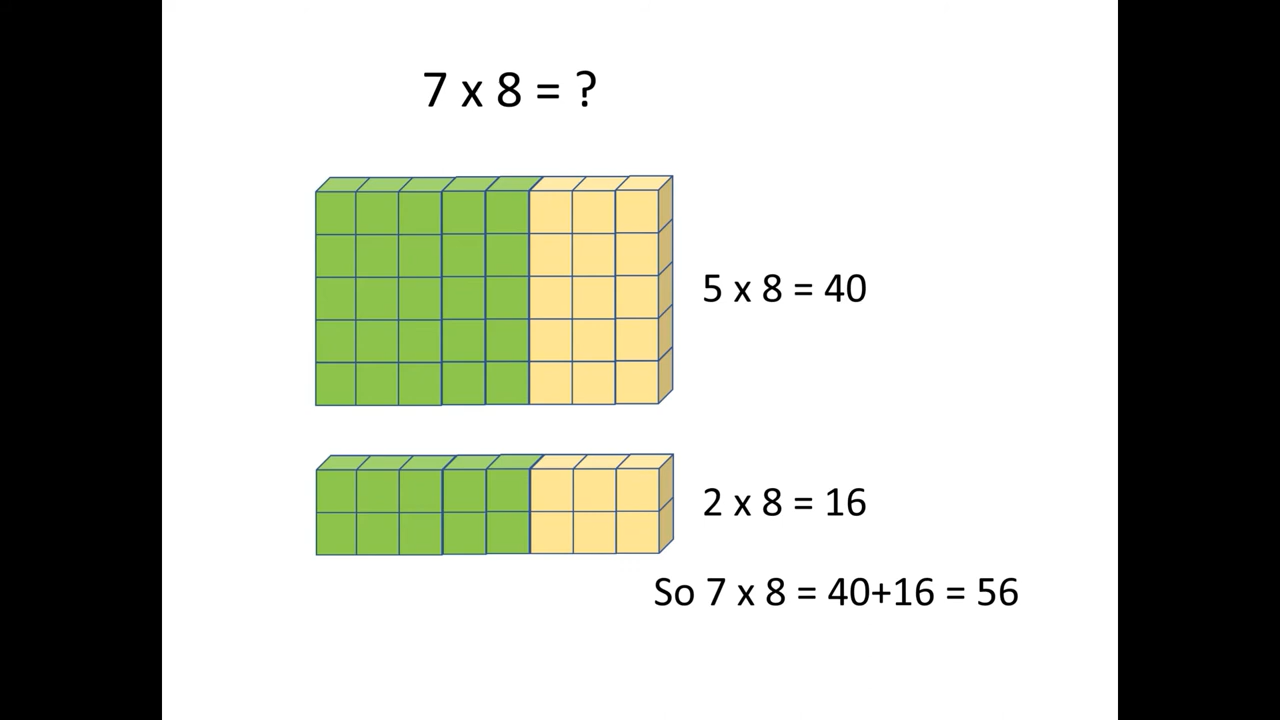 7 x 8 = ?
5 x 8 = 40
2 x 8 = 16
So 7 x 8 = 40+16 = 56